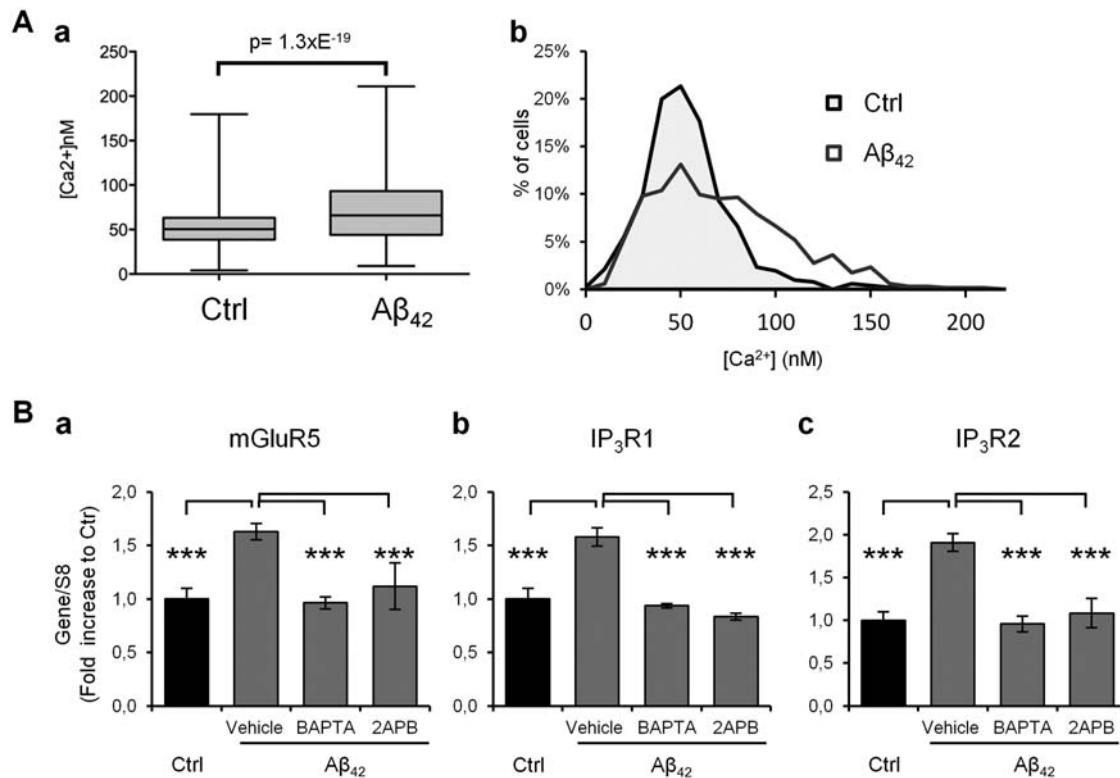 A
a
p= 1.3xE⁻¹⁹
250
200
150
100
50
0
[Ca2+]nM
Ctrl
Aβ₄₂
b
25%
20%
15%
10%
5%
0%
% of cells
Ctrl
Aβ₄₂
0
50
100
150
200
[Ca²⁺] (nM)
B
a
mGluR5
Gene/S8
(Fold increase to Ctr)
2,0
1,5
1,0
0,5
0,0
*** *** ***
Vehicle BAPTA 2APB
Ctrl Aβ₄₂
b
IP₃R1
2,0
1,5
1,0
0,5
0,0
*** *** ***
Vehicle BAPTA 2APB
Ctrl Aβ₄₂
c
IP₃R2
2,5
2,0
1,5
1,0
0,5
0,0
*** *** ***
Vehicle BAPTA 2APB
Ctrl Aβ₄₂